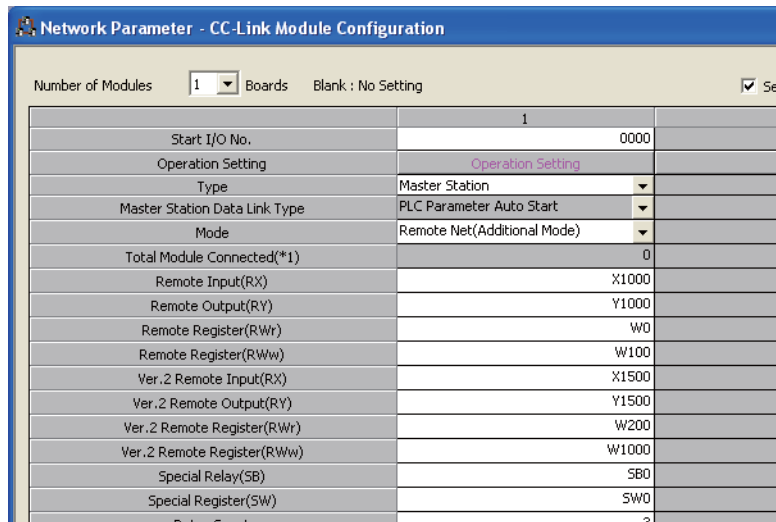 Network Parameter - CC-Link Module Configuration
Number of Modules 1 Boards Blank : No Setting Se
1
Start I/O No. 0000
Operation Setting Operation Setting
Type Master Station
Master Station Data Link Type PLC Parameter Auto Start
Mode Remote Net(Additional Mode)
Total Module Connected(*1) 0
Remote Input(RX) X1000
Remote Output(RY) Y1000
Remote Register(RWr) W0
Remote Register(RWw) W100
Ver.2 Remote Input(RX) X1500
Ver.2 Remote Output(RY) Y1500
Ver.2 Remote Register(RWr) W200
Ver.2 Remote Register(RWw) W1000
Special Relay(SB) SB0
Special Register(SW) SW0